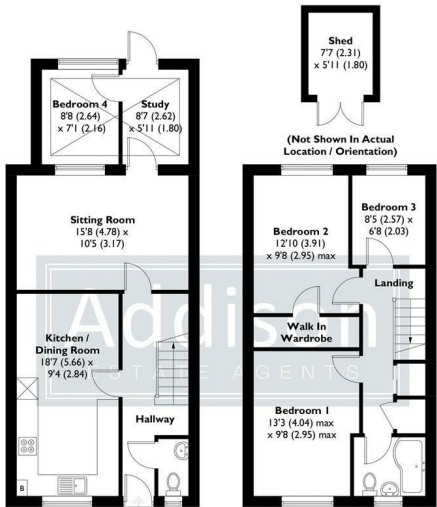 Shed
7'7 (2.31)
x 5'11 (1.80)
(Not Shown In Actual
Location / Orientation)
Bedroom 4
8'8 (2.64)
x 7'1 (2.16)
Study
8'7 (2.62)
x 5'11 (1.80)
Sitting Room
15'8 (4.78) x
10'5 (3.17)
Kitchen /
Dining Room
18'7 (5.66) x
9'4 (2.84)
Hallway
B
Bedroom 2
12'10 (3.91)
x 9'8 (2.95) max
Bedroom 3
8'5 (2.57) x
6'8 (2.03)
Landing
Walk In
Wardrobe
Bedroom 1
13'3 (4.04) max
x 9'8 (2.95) max
Addison
ESTATE AGENTS